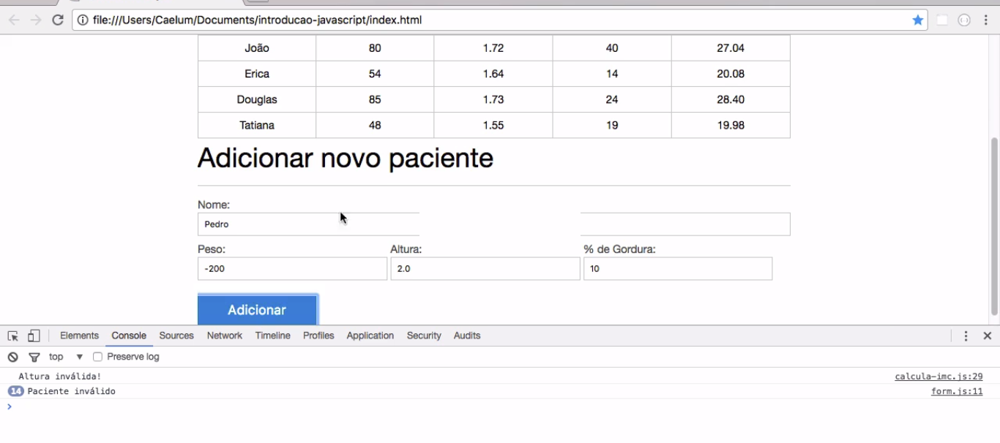 file:///Users/Caelum/Documents/introducao-javascript/index.html
João 80 1.72 40 27.04
Erica 54 1.64 14 20.08
Douglas 85 1.73 24 28.40
Tatiana 48 1.55 19 19.98
Adicionar novo paciente
Nome:
Pedro
Peso: Altura: % de Gordura:
-200 2.0 10
Adicionar
Elements Console Sources Network Timeline Profiles Application Security Audits
top Preserve log
Altura inválida! calcula-imc.js:29
14 Paciente inválido form.js:11